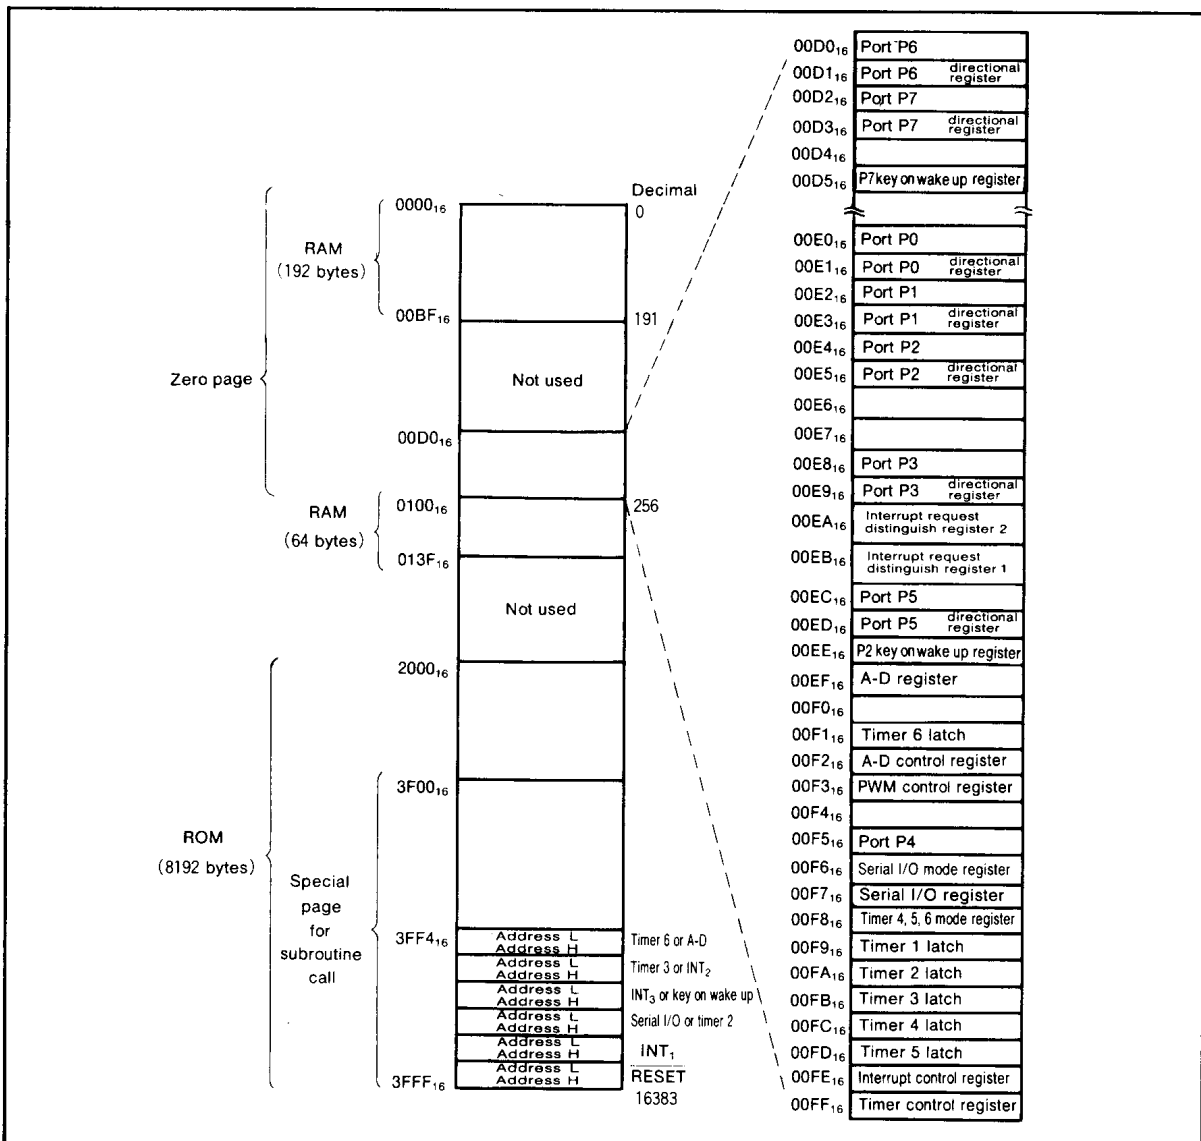 Decimal
0000₁₆
0
RAM
(192 bytes)
00BF₁₆
191
Zero page
Not used
00D0₁₆
0100₁₆
256
RAM
(64 bytes)
013F₁₆
Not used
2000₁₆
3F00₁₆
ROM
(8192 bytes)
Special
page
for
subroutine
call
3FF4₁₆
Address L
Address H
Timer 6 or A-D
Address L
Address H
Timer 3 or INT₂
Address L
Address H
INT₃ or key on wake up
Address L
Address H
Serial I/O or timer 2
Address L
Address H
INT₁
Address L
Address H
RESET
3FFF₁₆
16383
00D0₁₆ Port P6
00D1₁₆ Port P6 directional register
00D2₁₆ Port P7
00D3₁₆ Port P7 directional register
00D4₁₆
00D5₁₆ P7 key on wake up register
00E0₁₆ Port P0
00E1₁₆ Port P0 directional register
00E2₁₆ Port P1
00E3₁₆ Port P1 directional register
00E4₁₆ Port P2
00E5₁₆ Port P2 directional register
00E6₁₆
00E7₁₆
00E8₁₆ Port P3
00E9₁₆ Port P3 directional register
00EA₁₆ Interrupt request distinguish register 2
00EB₁₆ Interrupt request distinguish register 1
00EC₁₆ Port P5
00ED₁₆ Port P5 directional register
00EE₁₆ P2 key on wake up register
00EF₁₆ A-D register
00F0₁₆
00F1₁₆ Timer 6 latch
00F2₁₆ A-D control register
00F3₁₆ PWM control register
00F4₁₆
00F5₁₆ Port P4
00F6₁₆ Serial I/O mode register
00F7₁₆ Serial I/O register
00F8₁₆ Timer 4, 5, 6 mode register
00F9₁₆ Timer 1 latch
00FA₁₆ Timer 2 latch
00FB₁₆ Timer 3 latch
00FC₁₆ Timer 4 latch
00FD₁₆ Timer 5 latch
00FE₁₆ Interrupt control register
00FF₁₆ Timer control register